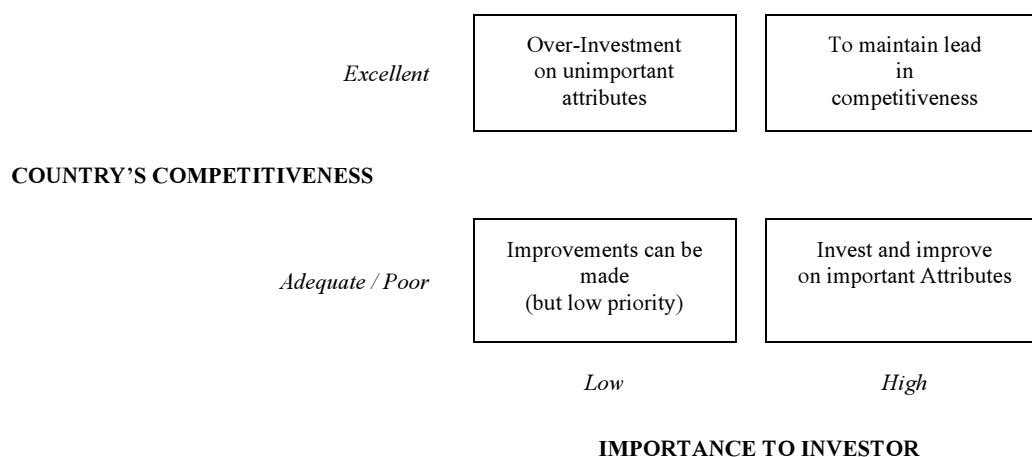 Over-Investment
on unimportant
attributes
To maintain lead
in
competitiveness
Excellent
COUNTRY’S COMPETITIVENESS
Improvements can be
made
(but low priority)
Invest and improve
on important Attributes
Adequate / Poor
Low
High
IMPORTANCE TO INVESTOR